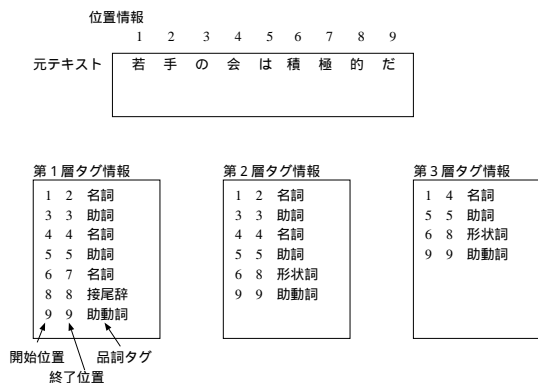 位置情報
1 2 3 4 5 6 7 8 9
元テキスト 若 手 の 会 は 積 極 的 だ
第1層タグ情報
1 2 名詞
3 3 助詞
4 4 名詞
5 5 助詞
6 7 名詞
8 8 接尾辞
9 9 助動詞
開始位置
終了位置
品詞タグ
第2層タグ情報
1 2 名詞
3 3 助詞
4 4 名詞
5 5 助詞
6 8 形状詞
9 9 助動詞
第3層タグ情報
1 4 名詞
5 5 助詞
6 8 形状詞
9 9 助動詞